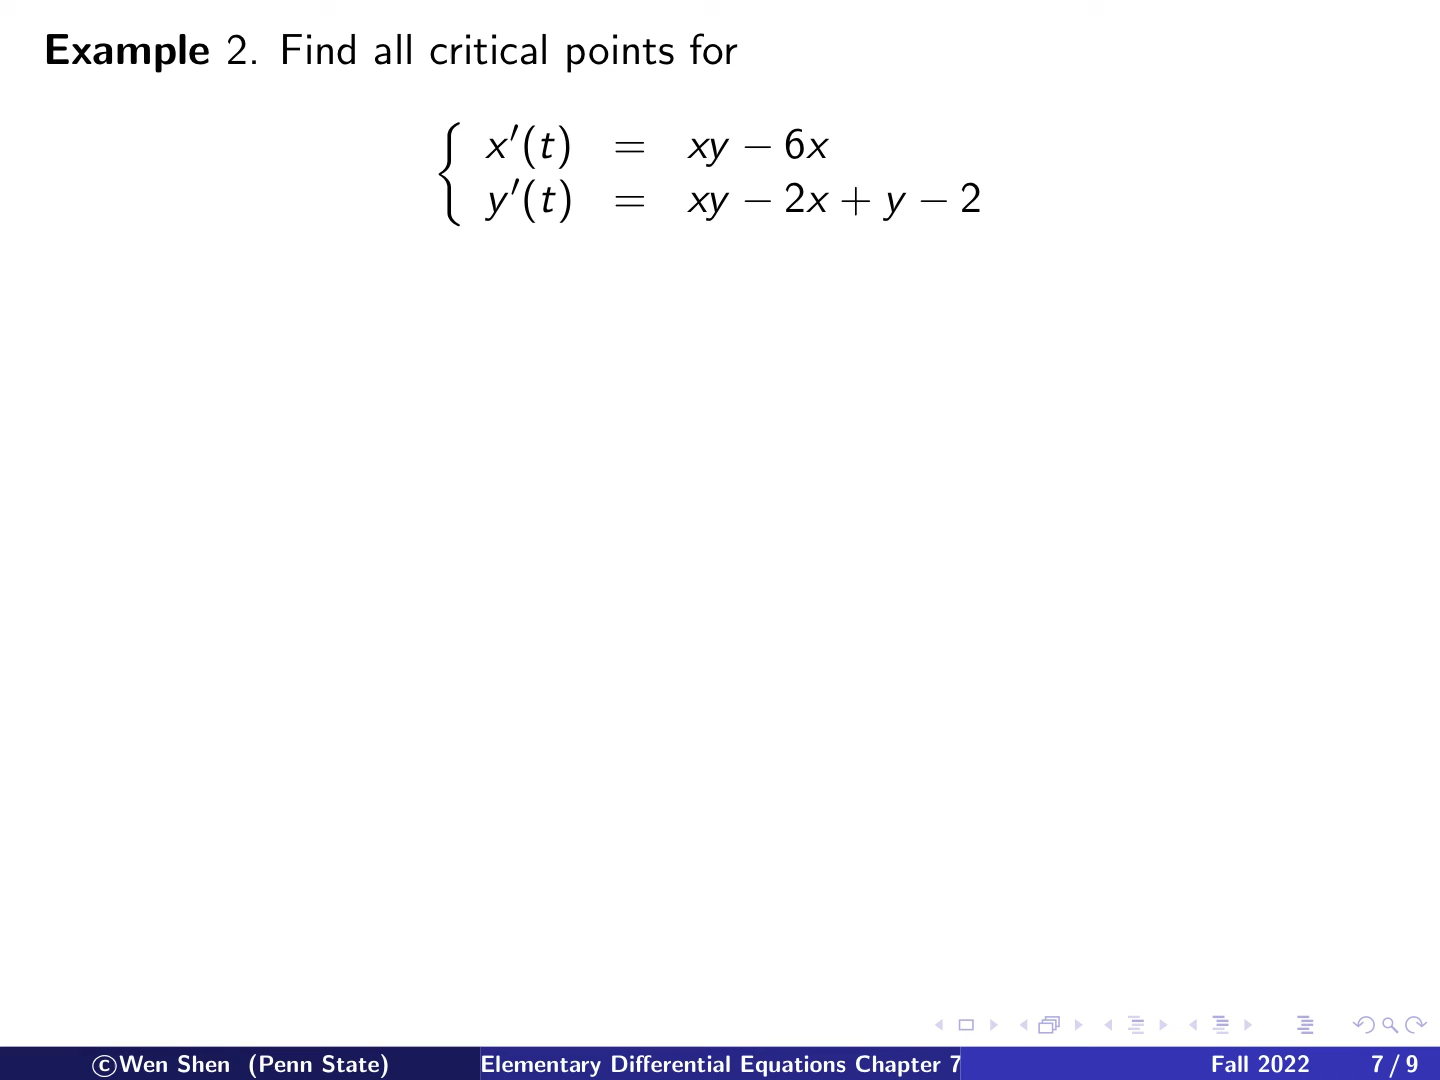 Example 2. Find all critical points for
x′(t) = xy − 6x
y′(t) = xy − 2x + y − 2
©Wen Shen (Penn State) Elementary Differential Equations Chapter 7 Fall 2022 7 / 9